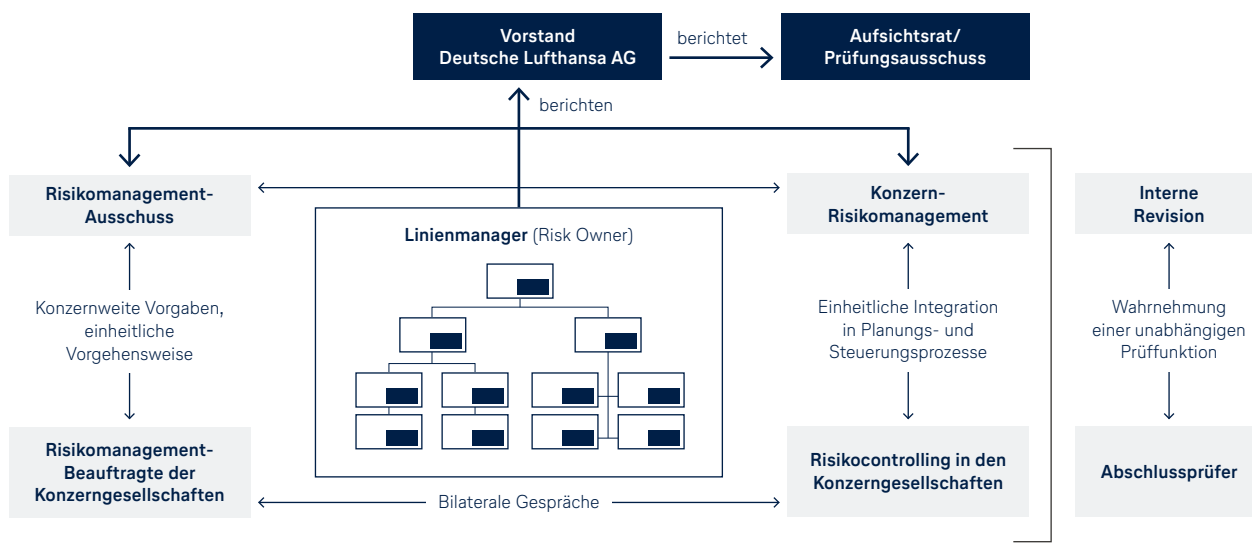 Vorstand
Deutsche Lufthansa AG
berichtet
Aufsichtsrat/
Prüfungsausschuss
berichten
Risikomanagement-
Ausschuss
Konzern-
Risikomanagement
Interne
Revision
Linienmanager (Risk Owner)
Konzernweite Vorgaben,
einheitliche
Vorgehensweise
Einheitliche Integration
in Planungs- und
Steuerungsprozesse
Wahrnehmung
einer unabhängigen
Prüffunktion
Risikomanagement-
Beauftragte der
Konzerngesellschaften
Risikocontrolling in den
Konzerngesellschaften
Abschlussprüfer
Bilaterale Gespräche